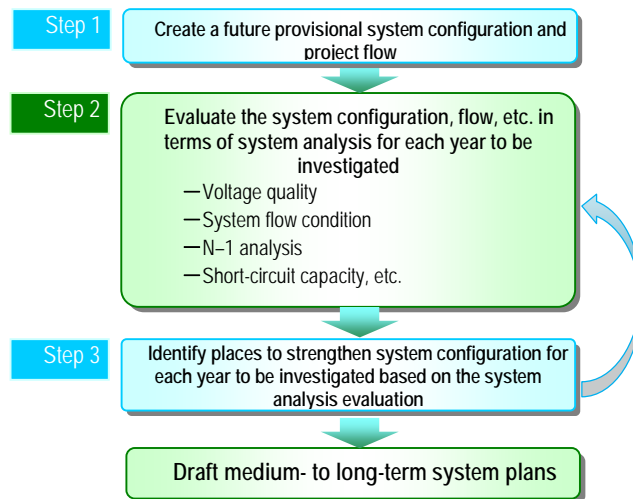 Step 1
Create a future provisional system configuration and
project flow
Step 2
Evaluate the system configuration, flow, etc. in
terms of system analysis for each year to be
investigated
—Voltage quality
—System flow condition
—N–1 analysis
—Short-circuit capacity, etc.
Step 3
Identify places to strengthen system configuration for
each year to be investigated based on the system
analysis evaluation
Draft medium- to long-term system plans